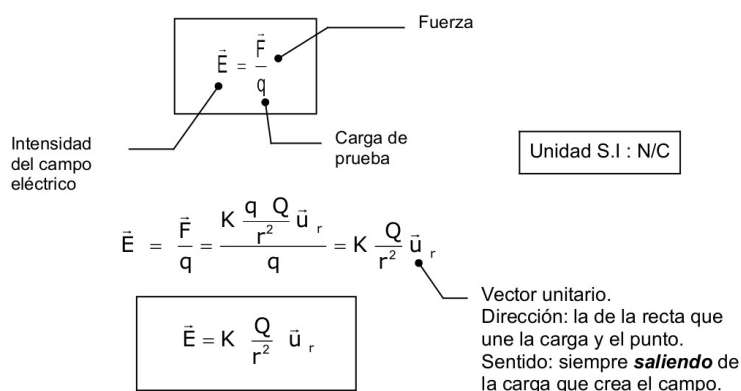 Fuerza
E⃗ = F⃗ / q
Intensidad
del campo
eléctrico
Carga de
prueba
Unidad S.I : N/C
E⃗ = F⃗ / q = (K (q Q / r²) u⃗ r) / q = K Q / r² u⃗ r
Vector unitario.
Dirección: la de la recta que
une la carga y el punto.
Sentido: siempre saliendo de
la carga que crea el campo.
E⃗ = K Q / r² u⃗ r